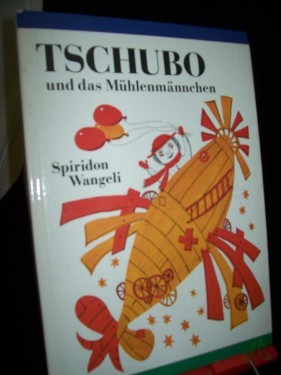 TSCHUBO
und das Mühlenmännchen
Spiridon
Wangeli